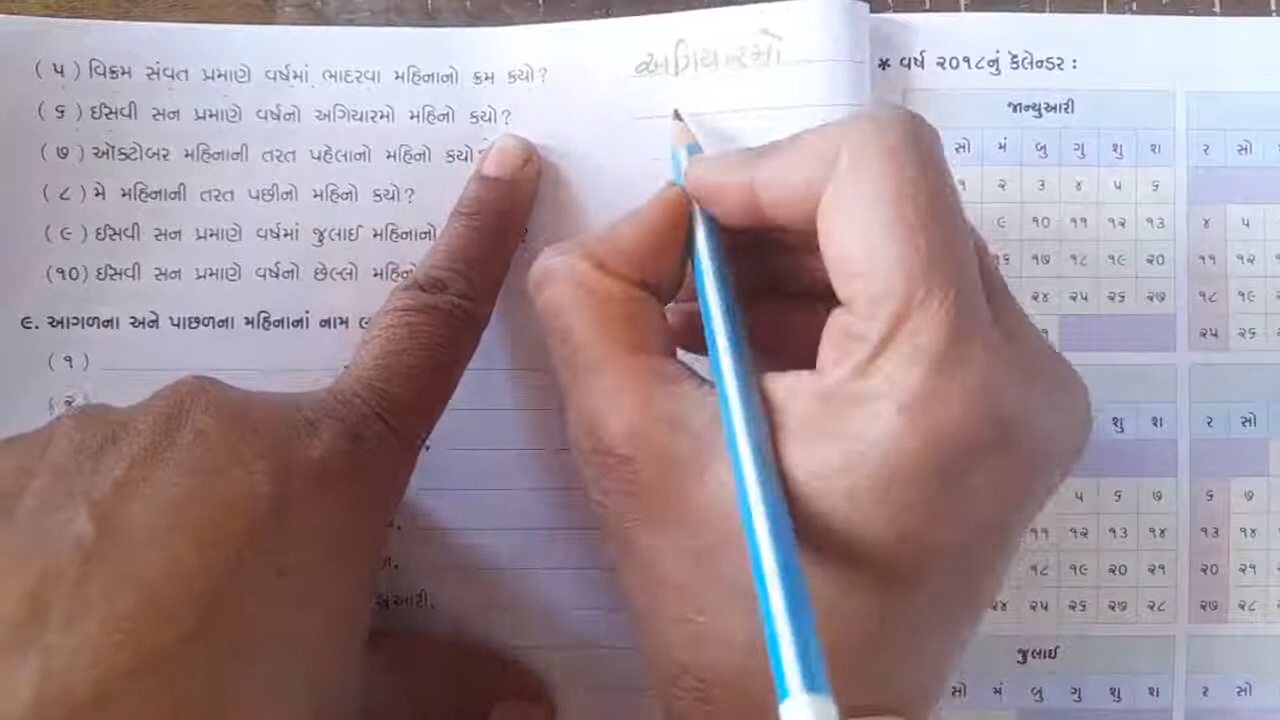 (૫) વિક્રમ સંવત પ્રમાણે વર્ષમાં ભાદરવા મહિનાનો ક્રમ કયો? અગિયારમો
(૬) ઈસવી સન પ્રમાણે વર્ષનો અગિયારમો મહિનો કયો?
(૭) ઑક્ટોબર મહિનાની તરત પહેલાનો મહિનો કયો?
(૮) મે મહિનાની તરત પછીનો મહિનો કયો?
(૯) ઈસવી સન પ્રમાણે વર્ષમાં જુલાઈ મહિનાનો
(૧૦) ઈસવી સન પ્રમાણે વર્ષનો છેલ્લો
૯. આગળના અને પાછળના મહિનાનાં નામ
(૧)
(૨)
* વર્ષ ૨૦૧૮નું કૅલેન્ડર :
જાન્યુઆરી
સો મં બુ ગુ શુ શ ર સો
૧ ૨ ૩ ૪ ૫ ૬
૯ ૧૦ ૧૧ ૧૨ ૧૩ ૪ ૫
૧૭ ૧૮ ૧૯ ૨૦ ૧૧ ૧૨
૨૪ ૨૫ ૨૬ ૨૭ ૧૮ ૧૯
૨૫ ૨૬
શુ શ ર સો
૫ ૬ ૭ ૬ ૭
૧૧ ૧૨ ૧૩ ૧૪ ૧૩ ૧૪
૧૮ ૧૯ ૨૦ ૨૧ ૨૦ ૨૧
૨૪ ૨૫ ૨૬ ૨૭ ૨૮ ૨૭ ૨૮
જુલાઈ
સો મં બુ ગુ શુ શ ર સો